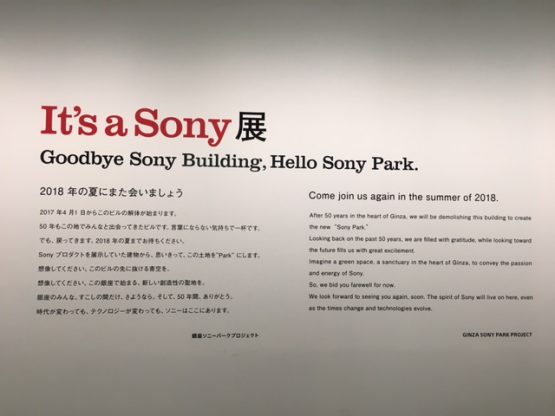 It's a Sony 展
Goodbye Sony Building, Hello Sony Park.
2018 年の夏にまた会いましょう
2017 年4 月1 日からこのビルの解体が始まります。
50 年もこの地でみんなと出会ってきたビルです。言葉にならない気持ちで一杯です。
でも、戻ってきます。2018 年の夏までお待ちください。
Sony プロダクトを展示していた建物から、思いきって、この土地を"Park" にします。
想像してください。このビルの先に抜ける青空を。
想像してください。この銀座で始まる、新しい創造性の聖地を。
銀座のみんな、すこしの間だけ、さようなら。そして、50 年間、ありがとう。
時代が変わっても、テクノロジーが変わっても、ソニーはここにあります。
銀座ソニーパークプロジェクト
Come join us again in the summer of 2018.
After 50 years in the heart of Ginza, we will be demolishing this building to create
the new "Sony Park."
Looking back on the past 50 years, we are filled with gratitude, while looking toward
the future fills us with great excitement.
Imagine a green space, a sanctuary in the heart of Ginza, to convey the passion
and energy of Sony.
So, we bid you farewell for now.
We look forward to seeing you again, soon. The spirit of Sony will live on here, even
as the times change and technologies evolve.
GINZA SONY PARK PROJECT